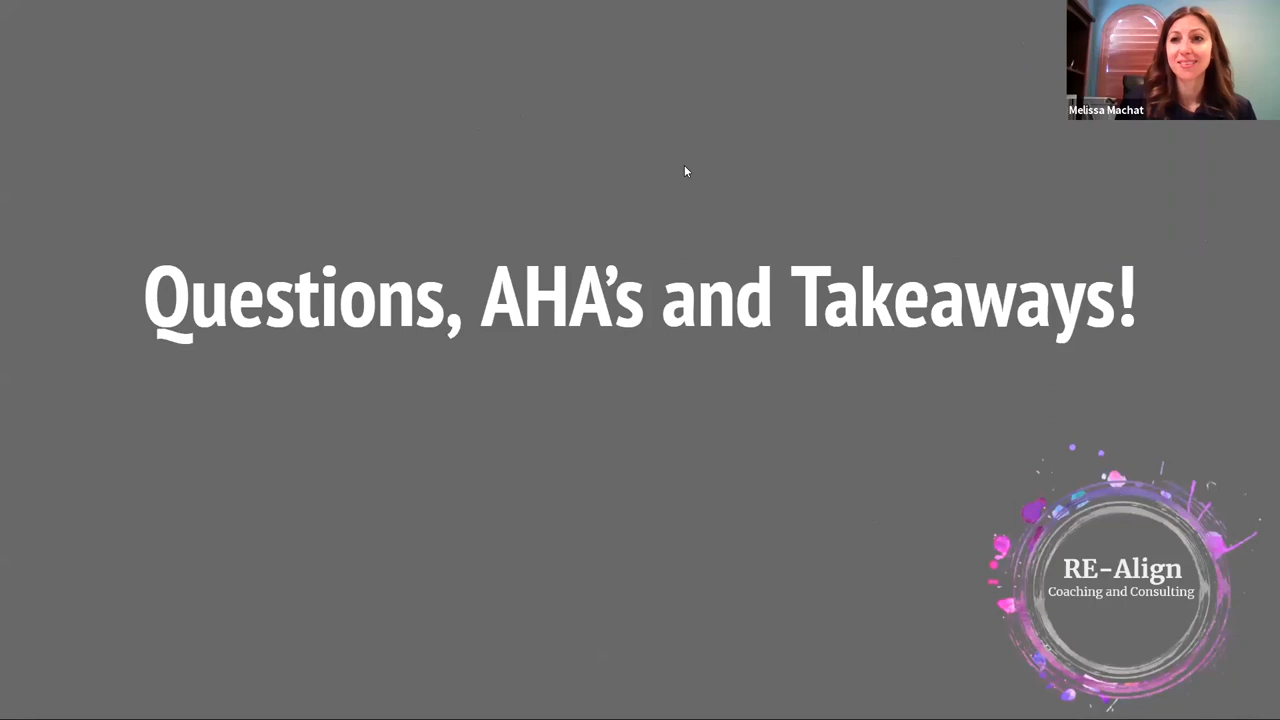 Melissa Machat
Questions, AHA’s and Takeaways!
RE-Align
Coaching and Consulting